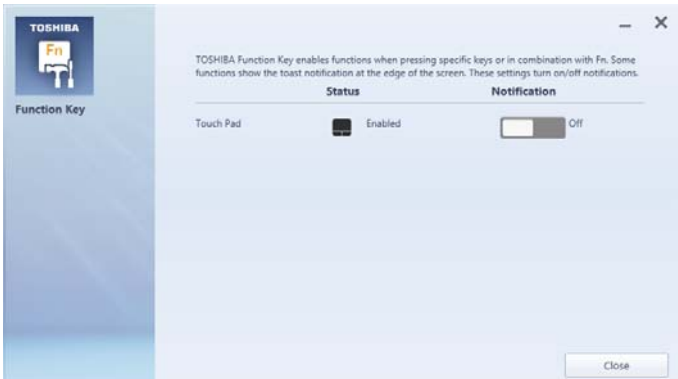 TOSHIBA
Fn
Function Key
TOSHIBA Function Key enables functions when pressing specific keys or in combination with Fn. Some
functions show the toast notification at the edge of the screen. These settings turn on/off notifications.
Status Notification
Touch Pad Enabled Off
Close